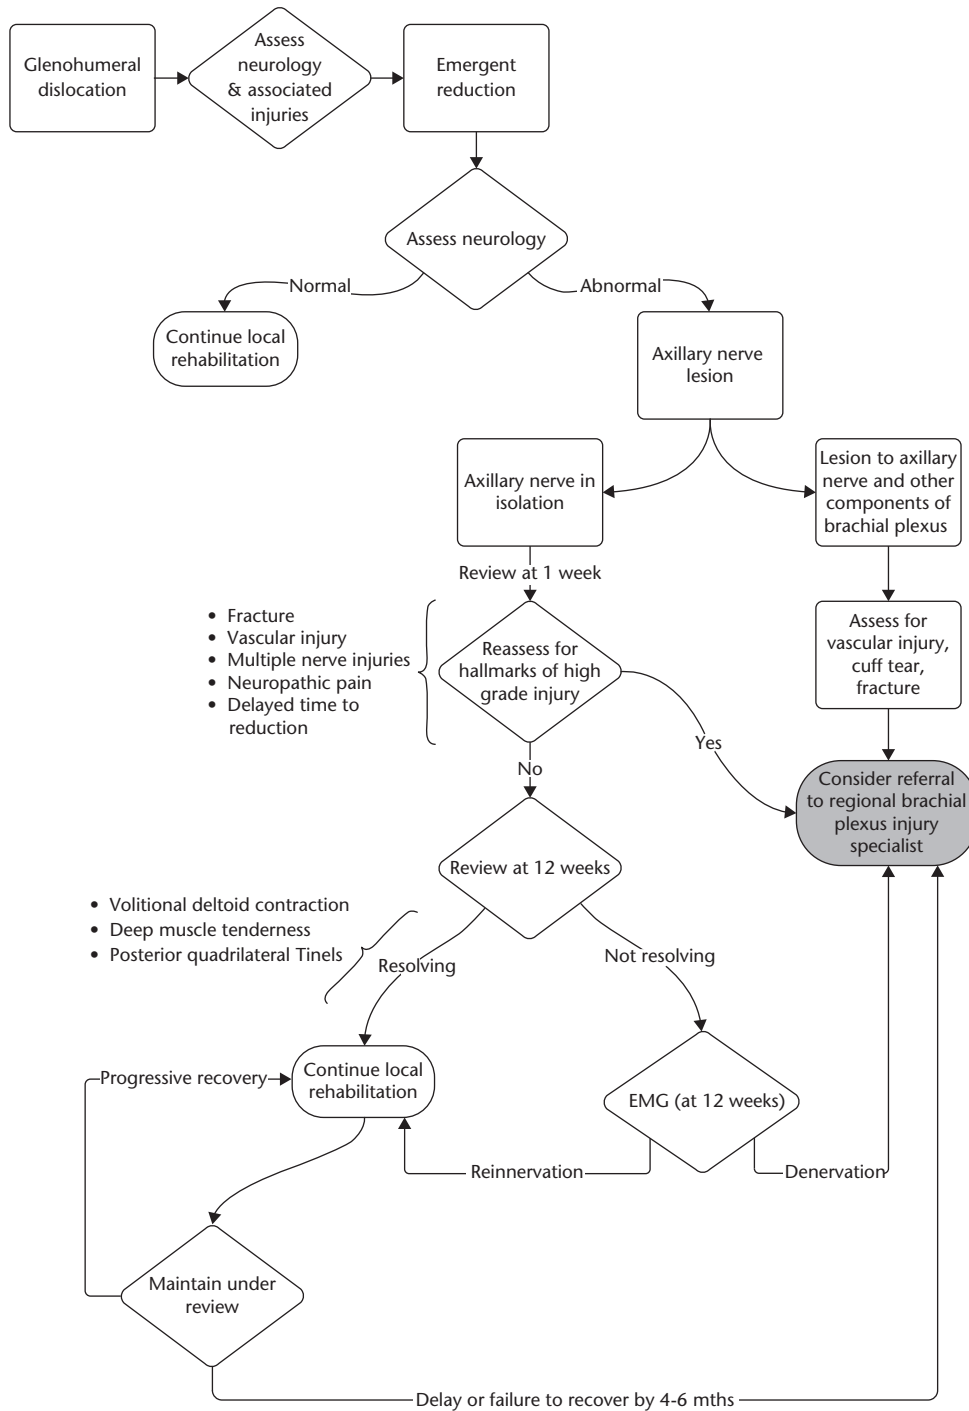 Glenohumeral
dislocation
Assess
neurology
& associated
injuries
Emergent
reduction
Assess neurology
Normal
Abnormal
Continue local
rehabilitation
Axillary nerve
lesion
Axillary nerve in
isolation
Lesion to axillary
nerve and other
components of
brachial plexus
Review at 1 week
• Fracture
• Vascular injury
• Multiple nerve injuries
• Neuropathic pain
• Delayed time to
reduction
Reassess for
hallmarks of high
grade injury
Assess for
vascular injury,
cuff tear,
fracture
Yes
No
Consider referral
to regional brachial
plexus injury
specialist
Review at 12 weeks
• Volitional deltoid contraction
• Deep muscle tenderness
• Posterior quadrilateral Tinels
Resolving
Not resolving
Progressive recovery
Continue local
rehabilitation
EMG (at 12 weeks)
Reinnervation
Denervation
Maintain under
review
Delay or failure to recover by 4-6 mths